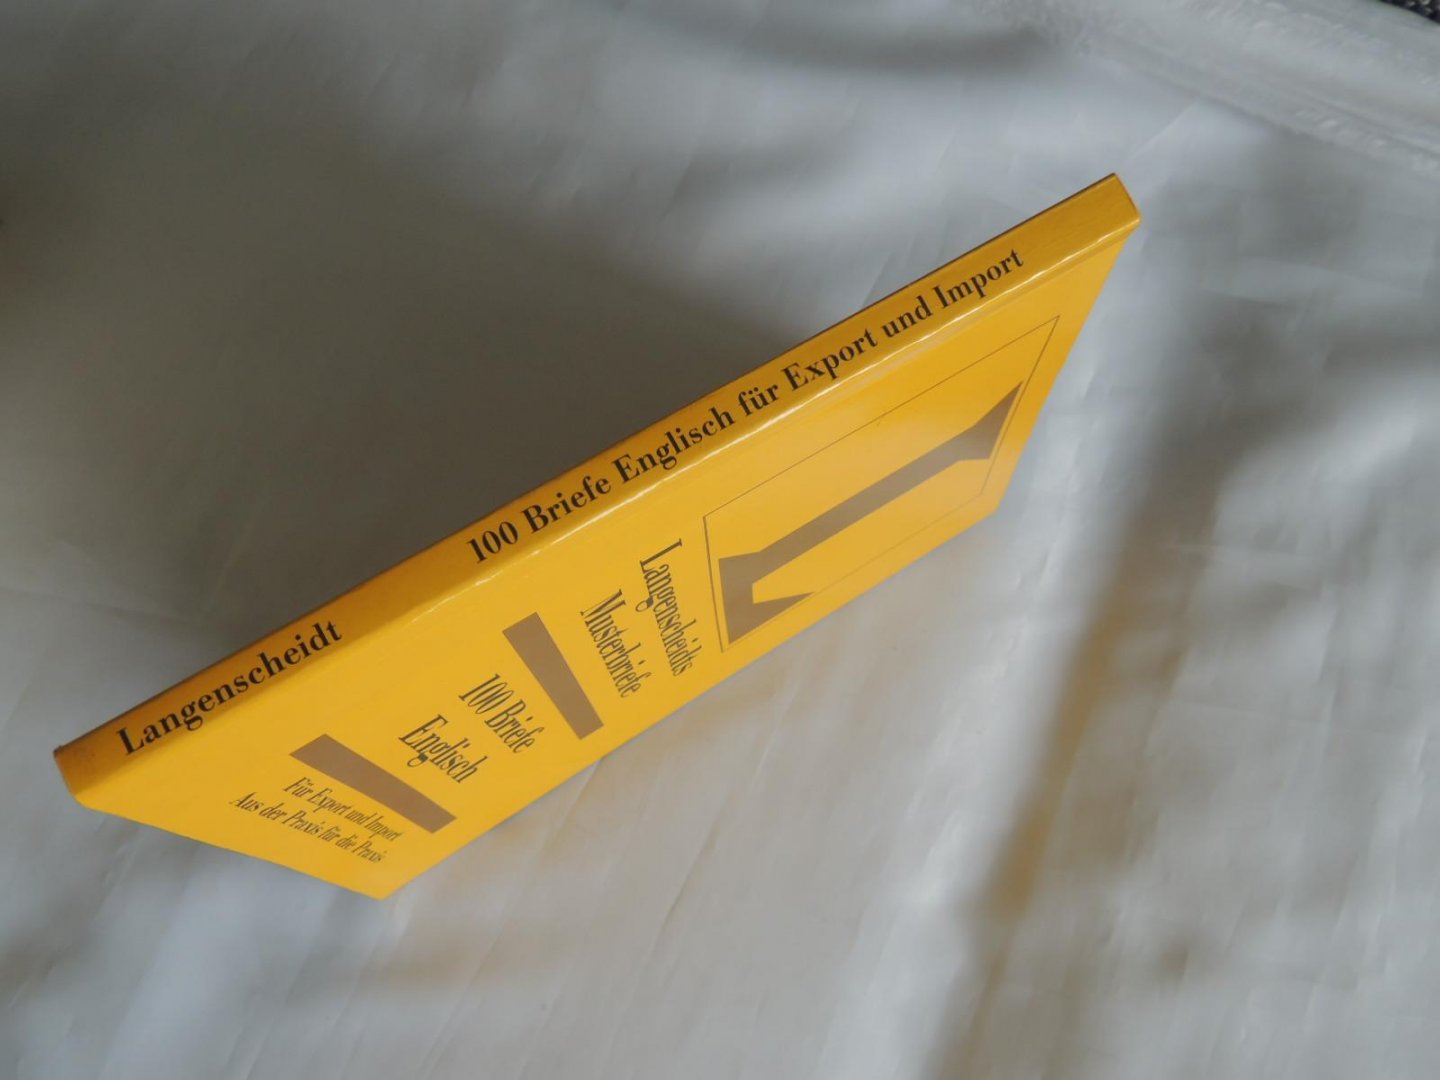 Langenscheidt 100 Briefe Englisch für Export und Import
Langenscheidts
Musterbriefe
100 Briefe
Englisch
Für Export und Import
Aus der Praxis für die Praxis